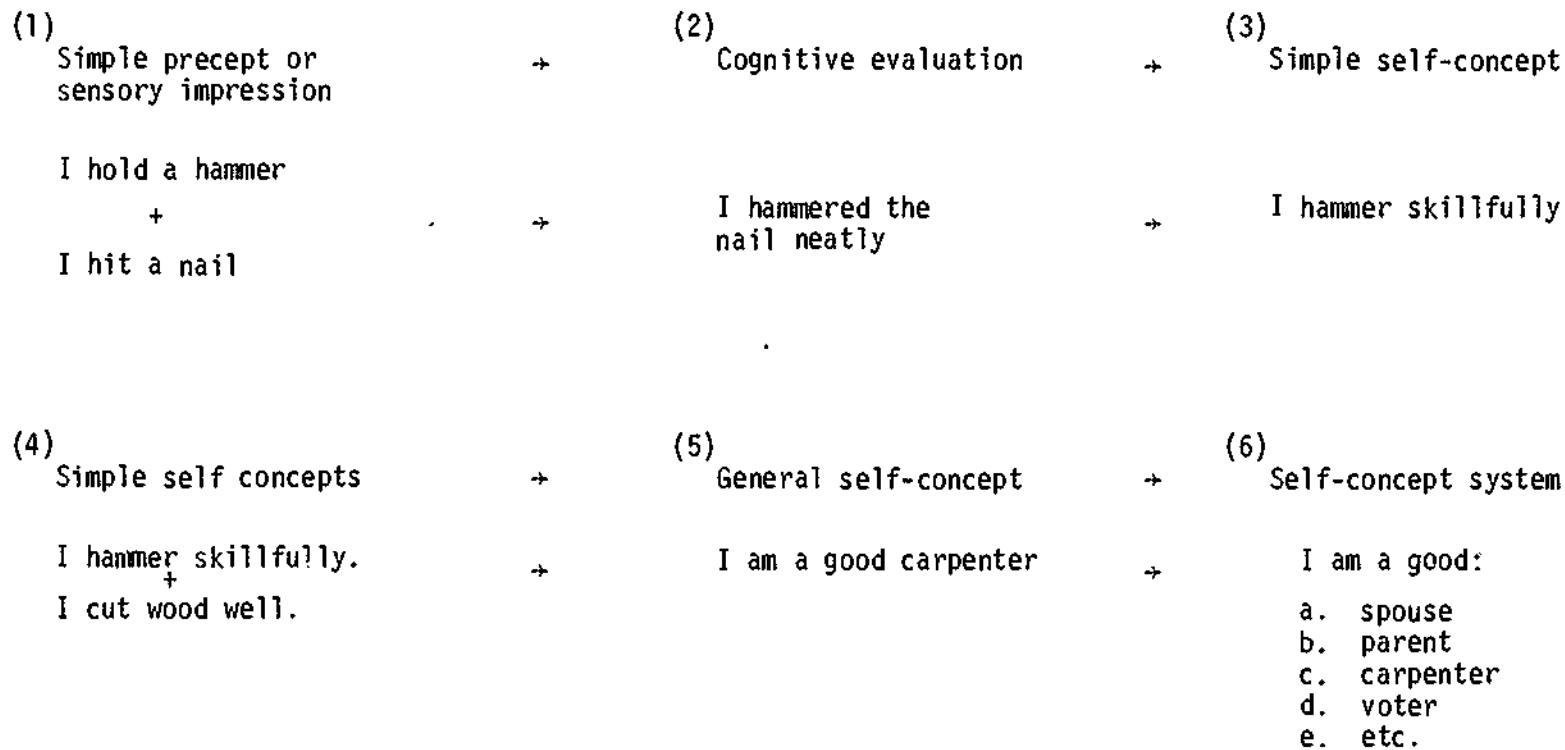 (1) (2) (3)
Simple precept or → Cognitive evaluation → Simple self-concept
sensory impression
I hold a hammer
+ → I hammered the → I hammer skillfully
nail neatly
I hit a nail
(4) (5) (6)
Simple self concepts → General self-concept → Self-concept system
I hammer skillfully. → I am a good carpenter → I am a good:
+
I cut wood well.
a. spouse
b. parent
c. carpenter
d. voter
e. etc.